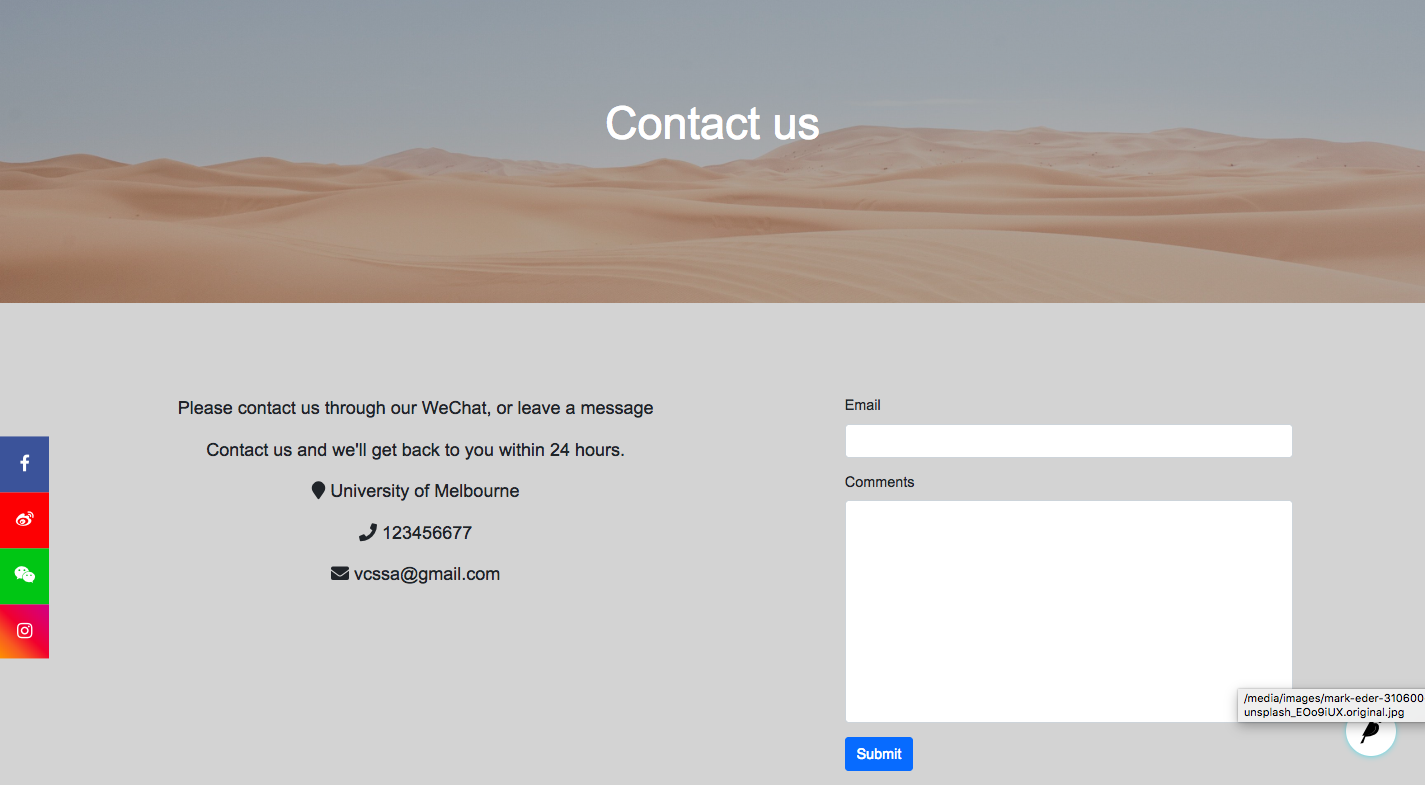 Contact us
Please contact us through our WeChat, or leave a message
Contact us and we'll get back to you within 24 hours.
University of Melbourne
123456677
vcssa@gmail.com
Email
Comments
/media/images/mark-eder-310600
unsplash_EOo9iUX.original.jpg
Submit